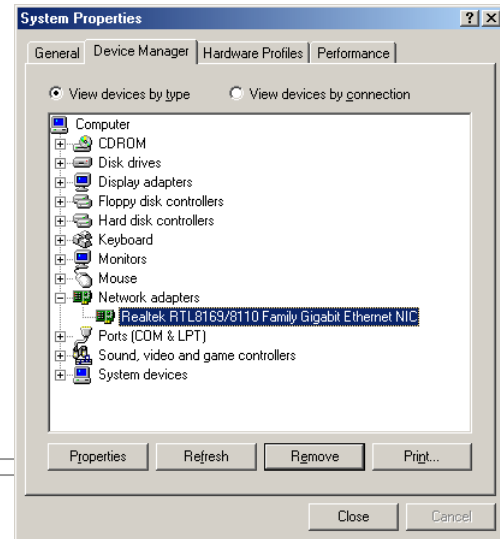 System Properties
General Device Manager Hardware Profiles Performance
View devices by type View devices by connection
Computer
CDROM
Disk drives
Display adapters
Floppy disk controllers
Hard disk controllers
Keyboard
Monitors
Mouse
Network adapters
Realtek RTL8169/8110 Family Gigabit Ethernet NIC
Ports (COM & LPT)
Sound, video and game controllers
System devices
Properties Refresh Remove Print...
Close Cancel